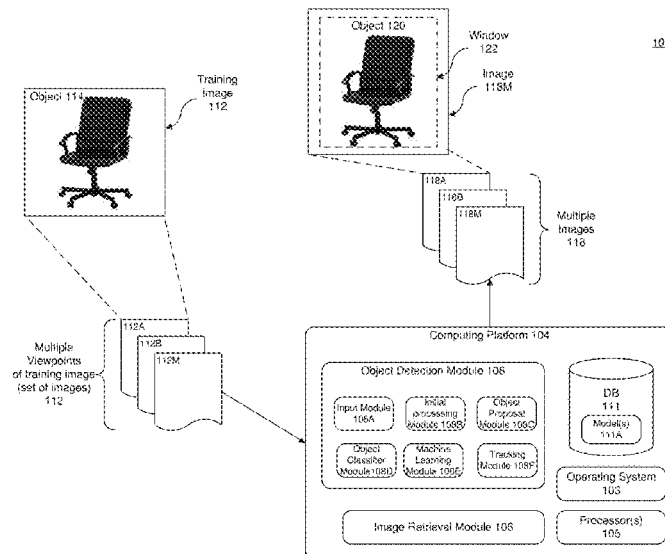 Object 120
Window
122
Image
118M
10
Object 114
Training
Image
112
118A
118B
118M
Multiple
Images
118
Multiple
Viewpoints
of training image
(set of images)
112
112A
112B
112M
Computing Platform 104
Object Detection Module 108
Input Module
108A
Initial
processing
Module 108B
Object
Proposal
Module 108C
Object
Classifier
Module108D
Machine
Learning
Module 108E
Tracking
Module 108F
DB
111
Model(s)
111A
Operating System
103
Image Retrieval Module 106
Processor(s)
105